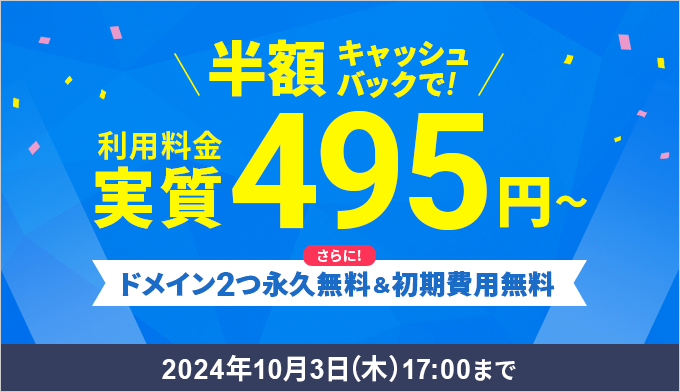 半額 キャッシュ
バックで!
利用料金
実質 495円～
さらに!
ドメイン2つ永久無料&初期費用無料
2024年10月3日(木)17:00まで